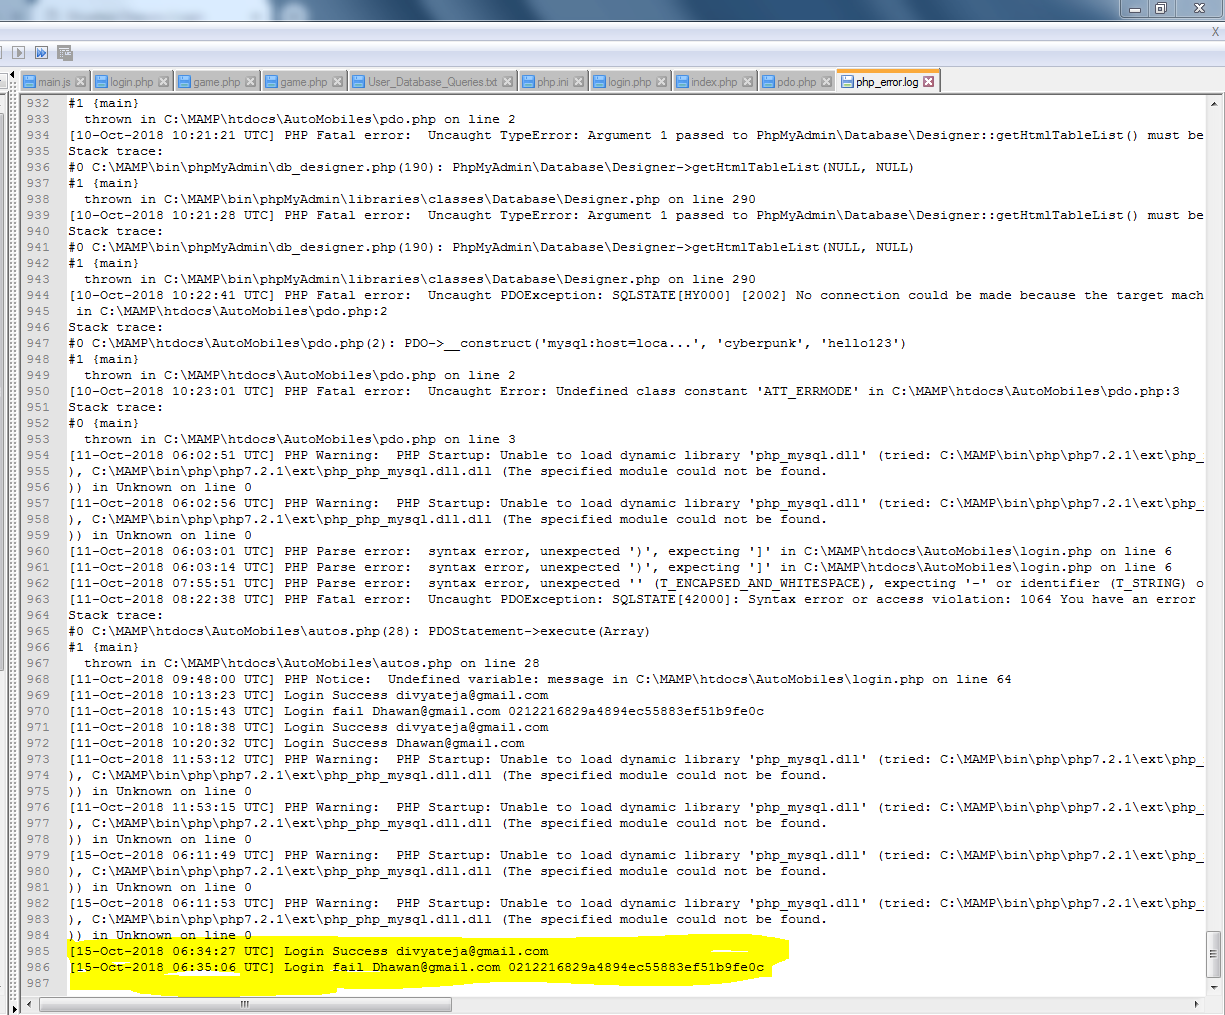 main.js login.php game.php game.php User_Database_Queries.txt php.ini login.php index.php pdo.php php_error.log
932 #1 {main}
933 thrown in C:\MAMP\htdocs\AutoMobiles\pdo.php on line 2
934 [10-Oct-2018 10:21:21 UTC] PHP Fatal error:  Uncaught TypeError: Argument 1 passed to PhpMyAdmin\Database\Designer::getHtmlTableList() must be
935 Stack trace:
936 #0 C:\MAMP\bin\phpMyAdmin\db_designer.php(190): PhpMyAdmin\Database\Designer->getHtmlTableList(NULL, NULL)
937 #1 {main}
938 thrown in C:\MAMP\bin\phpMyAdmin\libraries\classes\Database\Designer.php on line 290
939 [10-Oct-2018 10:21:28 UTC] PHP Fatal error:  Uncaught TypeError: Argument 1 passed to PhpMyAdmin\Database\Designer::getHtmlTableList() must be
940 Stack trace:
941 #0 C:\MAMP\bin\phpMyAdmin\db_designer.php(190): PhpMyAdmin\Database\Designer->getHtmlTableList(NULL, NULL)
942 #1 {main}
943 thrown in C:\MAMP\bin\phpMyAdmin\libraries\classes\Database\Designer.php on line 290
944 [10-Oct-2018 10:22:41 UTC] PHP Fatal error:  Uncaught PDOException: SQLSTATE[HY000] [2002] No connection could be made because the target mach
945 in C:\MAMP\htdocs\AutoMobiles\pdo.php:2
946 Stack trace:
947 #0 C:\MAMP\htdocs\AutoMobiles\pdo.php(2): PDO->__construct('mysql:host=loca...', 'cyberpunk', 'hello123')
948 #1 {main}
949 thrown in C:\MAMP\htdocs\AutoMobiles\pdo.php on line 2
950 [10-Oct-2018 10:23:01 UTC] PHP Fatal error:  Uncaught Error: Undefined class constant 'ATT_ERRMODE' in C:\MAMP\htdocs\AutoMobiles\pdo.php:3
951 Stack trace:
952 #0 {main}
953 thrown in C:\MAMP\htdocs\AutoMobiles\pdo.php on line 3
954 [11-Oct-2018 06:02:51 UTC] PHP Warning:  PHP Startup: Unable to load dynamic library 'php_mysql.dll' (tried: C:\MAMP\bin\php\php7.2.1\ext\php_
955 ), C:\MAMP\bin\php\php7.2.1\ext\php_php_mysql.dll.dll (The specified module could not be found.
956 )) in Unknown on line 0
957 [11-Oct-2018 06:02:56 UTC] PHP Warning:  PHP Startup: Unable to load dynamic library 'php_mysql.dll' (tried: C:\MAMP\bin\php\php7.2.1\ext\php_
958 ), C:\MAMP\bin\php\php7.2.1\ext\php_php_mysql.dll.dll (The specified module could not be found.
959 )) in Unknown on line 0
960 [11-Oct-2018 06:03:01 UTC] PHP Parse error:  syntax error, unexpected ')', expecting ']' in C:\MAMP\htdocs\AutoMobiles\login.php on line 6
961 [11-Oct-2018 06:03:14 UTC] PHP Parse error:  syntax error, unexpected ')', expecting ']' in C:\MAMP\htdocs\AutoMobiles\login.php on line 6
962 [11-Oct-2018 07:55:51 UTC] PHP Parse error:  syntax error, unexpected '' (T_ENCAPSED_AND_WHITESPACE), expecting '-' or identifier (T_STRING) o
963 [11-Oct-2018 08:22:38 UTC] PHP Fatal error:  Uncaught PDOException: SQLSTATE[42000]: Syntax error or access violation: 1064 You have an error
964 Stack trace:
965 #0 C:\MAMP\htdocs\AutoMobiles\autos.php(28): PDOStatement->execute(Array)
966 #1 {main}
967 thrown in C:\MAMP\htdocs\AutoMobiles\autos.php on line 28
968 [11-Oct-2018 09:48:00 UTC] PHP Notice:  Undefined variable: message in C:\MAMP\htdocs\AutoMobiles\login.php on line 64
969 [11-Oct-2018 10:13:23 UTC] Login Success divyateja@gmail.com
970 [11-Oct-2018 10:15:43 UTC] Login fail Dhawan@gmail.com 0212216829a4894ec55883ef51b9fe0c
971 [11-Oct-2018 10:18:38 UTC] Login Success divyateja@gmail.com
972 [11-Oct-2018 10:20:32 UTC] Login Success Dhawan@gmail.com
973 [11-Oct-2018 11:53:12 UTC] PHP Warning:  PHP Startup: Unable to load dynamic library 'php_mysql.dll' (tried: C:\MAMP\bin\php\php7.2.1\ext\php_
974 ), C:\MAMP\bin\php\php7.2.1\ext\php_php_mysql.dll.dll (The specified module could not be found.
975 )) in Unknown on line 0
976 [11-Oct-2018 11:53:15 UTC] PHP Warning:  PHP Startup: Unable to load dynamic library 'php_mysql.dll' (tried: C:\MAMP\bin\php\php7.2.1\ext\php_
977 ), C:\MAMP\bin\php\php7.2.1\ext\php_php_mysql.dll.dll (The specified module could not be found.
978 )) in Unknown on line 0
979 [15-Oct-2018 06:11:49 UTC] PHP Warning:  PHP Startup: Unable to load dynamic library 'php_mysql.dll' (tried: C:\MAMP\bin\php\php7.2.1\ext\php_
980 ), C:\MAMP\bin\php\php7.2.1\ext\php_php_mysql.dll.dll (The specified module could not be found.
981 )) in Unknown on line 0
982 [15-Oct-2018 06:11:53 UTC] PHP Warning:  PHP Startup: Unable to load dynamic library 'php_mysql.dll' (tried: C:\MAMP\bin\php\php7.2.1\ext\php_
983 ), C:\MAMP\bin\php\php7.2.1\ext\php_php_mysql.dll.dll (The specified module could not be found.
984 )) in Unknown on line 0
985 [15-Oct-2018 06:34:27 UTC] Login Success divyateja@gmail.com
986 [15-Oct-2018 06:35:06 UTC] Login fail Dhawan@gmail.com 0212216829a4894ec55883ef51b9fe0c
987